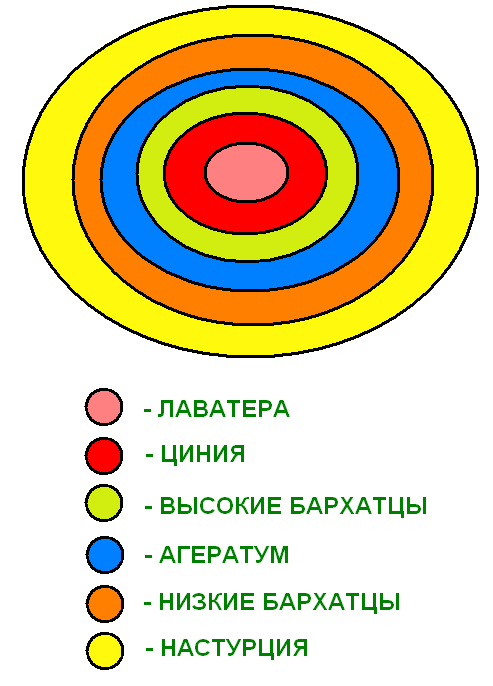 - ЛАВАТЕРА
- ЦИНИЯ
- ВЫСОКИЕ БАРХАТЦЫ
- АГЕРАТУМ
- НИЗКИЕ БАРХАТЦЫ
- НАСТУРЦИЯ